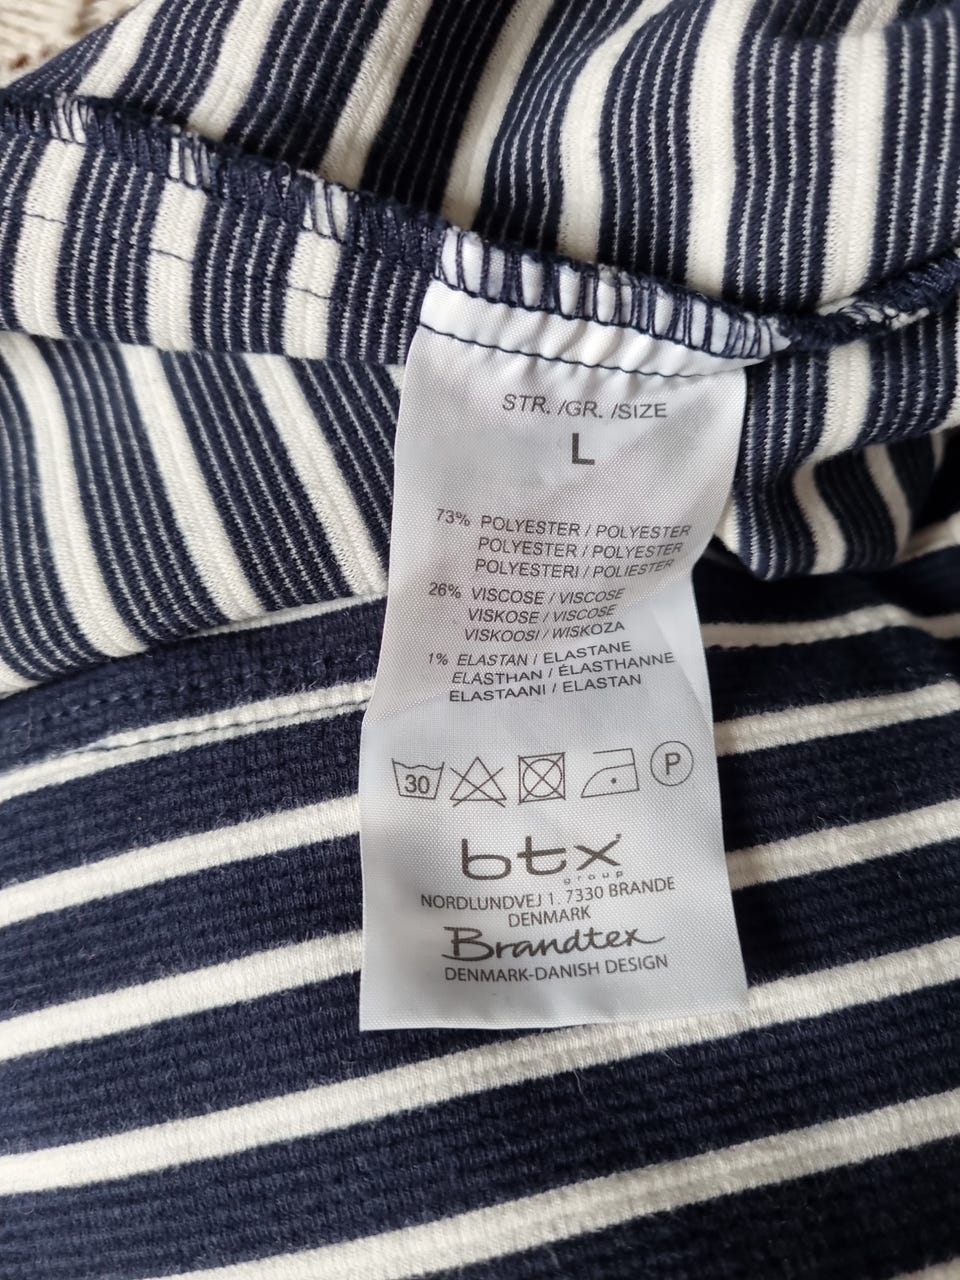 STR. /GR. /SIZE
L
73% POLYESTER / POLYESTER
POLYESTER / POLYESTER
POLYESTERI / POLIESTER
26% VISCOSE / VISCOSE
VISKOSE / VISCOSE
VISKOOSI / WISKOZA
1% ELASTAN / ELASTANE
ELASTHAN / ÉLASTHANNE
ELASTAANI / ELASTAN
30 P
btx
group
NORDLUNDVEJ 1. 7330 BRANDE
DENMARK
Brandtex
DENMARK-DANISH DESIGN